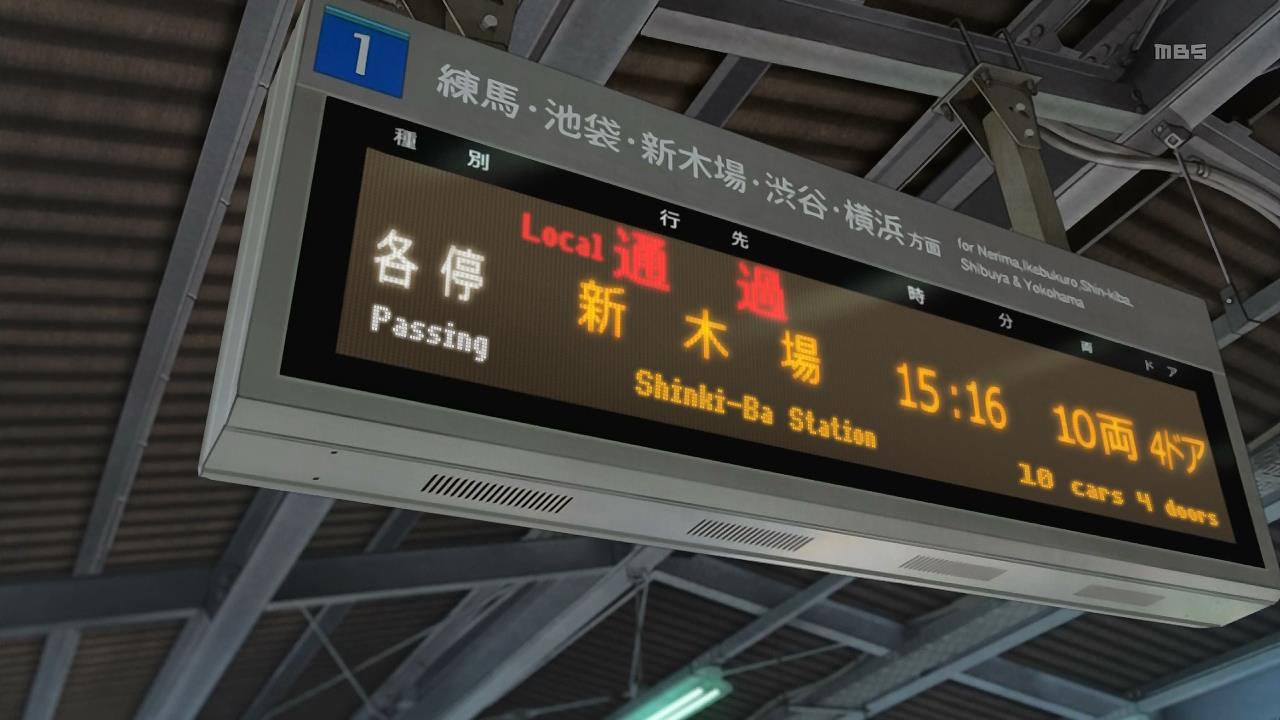 MBS
1
練馬・池袋・新木場・渋谷・横浜方面
for Nerima,Ikebukuro,Shin-kiba,
Shibuya & Yokohama
種別 行先 時分 両 ドア
Local 通過
各停 新木場 15:16 10両 4ドア
Passing Shinki-Ba Station 10 cars 4 doors